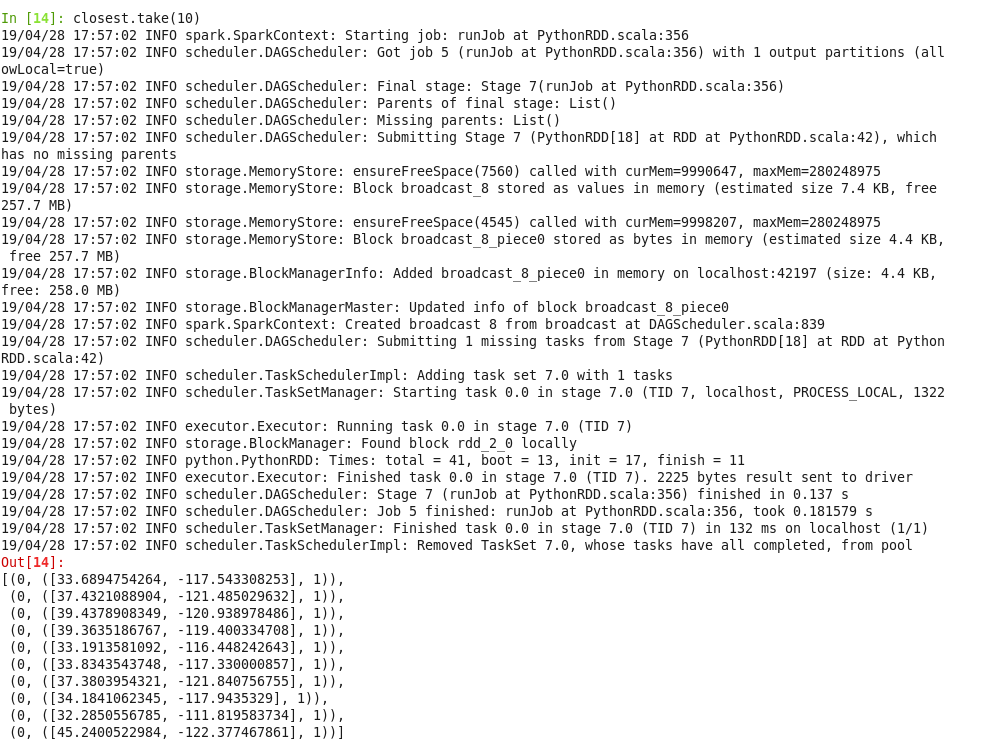 In [14]: closest.take(10)
19/04/28 17:57:02 INFO spark.SparkContext: Starting job: runJob at PythonRDD.scala:356
19/04/28 17:57:02 INFO scheduler.DAGScheduler: Got job 5 (runJob at PythonRDD.scala:356) with 1 output partitions (all
owLocal=true)
19/04/28 17:57:02 INFO scheduler.DAGScheduler: Final stage: Stage 7(runJob at PythonRDD.scala:356)
19/04/28 17:57:02 INFO scheduler.DAGScheduler: Parents of final stage: List()
19/04/28 17:57:02 INFO scheduler.DAGScheduler: Missing parents: List()
19/04/28 17:57:02 INFO scheduler.DAGScheduler: Submitting Stage 7 (PythonRDD[18] at RDD at PythonRDD.scala:42), which
has no missing parents
19/04/28 17:57:02 INFO storage.MemoryStore: ensureFreeSpace(7560) called with curMem=9990647, maxMem=280248975
19/04/28 17:57:02 INFO storage.MemoryStore: Block broadcast_8 stored as values in memory (estimated size 7.4 KB, free
257.7 MB)
19/04/28 17:57:02 INFO storage.MemoryStore: ensureFreeSpace(4545) called with curMem=9998207, maxMem=280248975
19/04/28 17:57:02 INFO storage.MemoryStore: Block broadcast_8_piece0 stored as bytes in memory (estimated size 4.4 KB,
 free 257.7 MB)
19/04/28 17:57:02 INFO storage.BlockManagerInfo: Added broadcast_8_piece0 in memory on localhost:42197 (size: 4.4 KB,
free: 258.0 MB)
19/04/28 17:57:02 INFO storage.BlockManagerMaster: Updated info of block broadcast_8_piece0
19/04/28 17:57:02 INFO spark.SparkContext: Created broadcast 8 from broadcast at DAGScheduler.scala:839
19/04/28 17:57:02 INFO scheduler.DAGScheduler: Submitting 1 missing tasks from Stage 7 (PythonRDD[18] at RDD at Python
RDD.scala:42)
19/04/28 17:57:02 INFO scheduler.TaskSchedulerImpl: Adding task set 7.0 with 1 tasks
19/04/28 17:57:02 INFO scheduler.TaskSetManager: Starting task 0.0 in stage 7.0 (TID 7, localhost, PROCESS_LOCAL, 1322
 bytes)
19/04/28 17:57:02 INFO executor.Executor: Running task 0.0 in stage 7.0 (TID 7)
19/04/28 17:57:02 INFO storage.BlockManager: Found block rdd_2_0 locally
19/04/28 17:57:02 INFO python.PythonRDD: Times: total = 41, boot = 13, init = 17, finish = 11
19/04/28 17:57:02 INFO executor.Executor: Finished task 0.0 in stage 7.0 (TID 7). 2225 bytes result sent to driver
19/04/28 17:57:02 INFO scheduler.DAGScheduler: Stage 7 (runJob at PythonRDD.scala:356) finished in 0.137 s
19/04/28 17:57:02 INFO scheduler.DAGScheduler: Job 5 finished: runJob at PythonRDD.scala:356, took 0.181579 s
19/04/28 17:57:02 INFO scheduler.TaskSetManager: Finished task 0.0 in stage 7.0 (TID 7) in 132 ms on localhost (1/1)
19/04/28 17:57:02 INFO scheduler.TaskSchedulerImpl: Removed TaskSet 7.0, whose tasks have all completed, from pool
Out[14]:
[(0, ([33.6894754264, -117.543308253], 1)),
 (0, ([37.4321088904, -121.485029632], 1)),
 (0, ([39.4378908349, -120.938978486], 1)),
 (0, ([39.3635186767, -119.400334708], 1)),
 (0, ([33.1913581092, -116.448242643], 1)),
 (0, ([33.8343543748, -117.330000857], 1)),
 (0, ([37.3803954321, -121.840756755], 1)),
 (0, ([34.1841062345, -117.9435329], 1)),
 (0, ([32.2850556785, -111.819583734], 1)),
 (0, ([45.2400522984, -122.377467861], 1))]